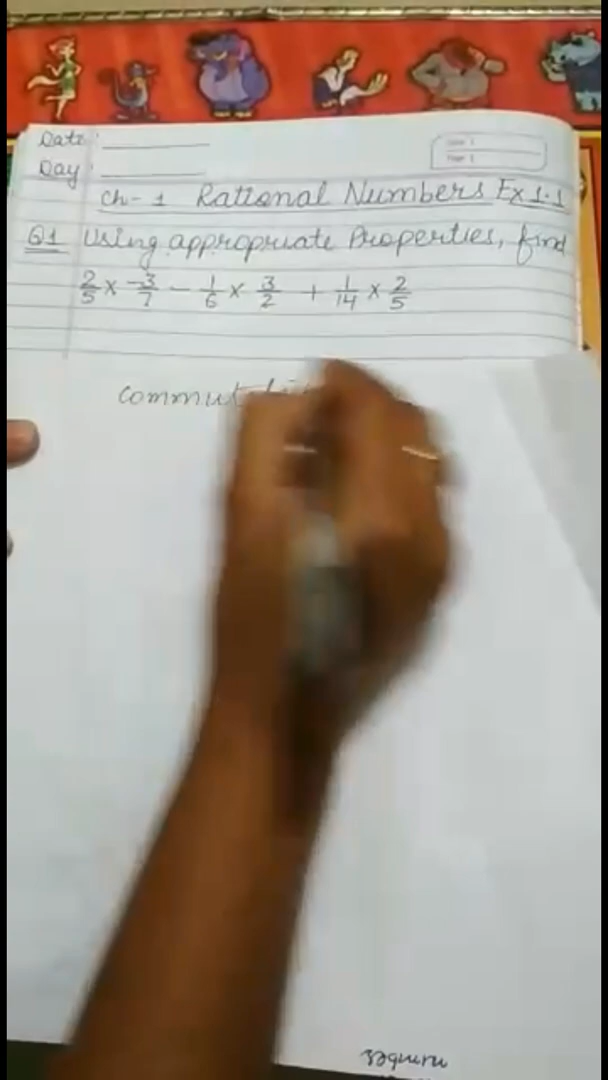 Date:
Day:
Ch-1 Rational Numbers Ex 1.1
Q1 Using appropriate Properties, find
2/5 × -3/7 - 1/6 × 3/2 + 1/14 × 2/5
commut